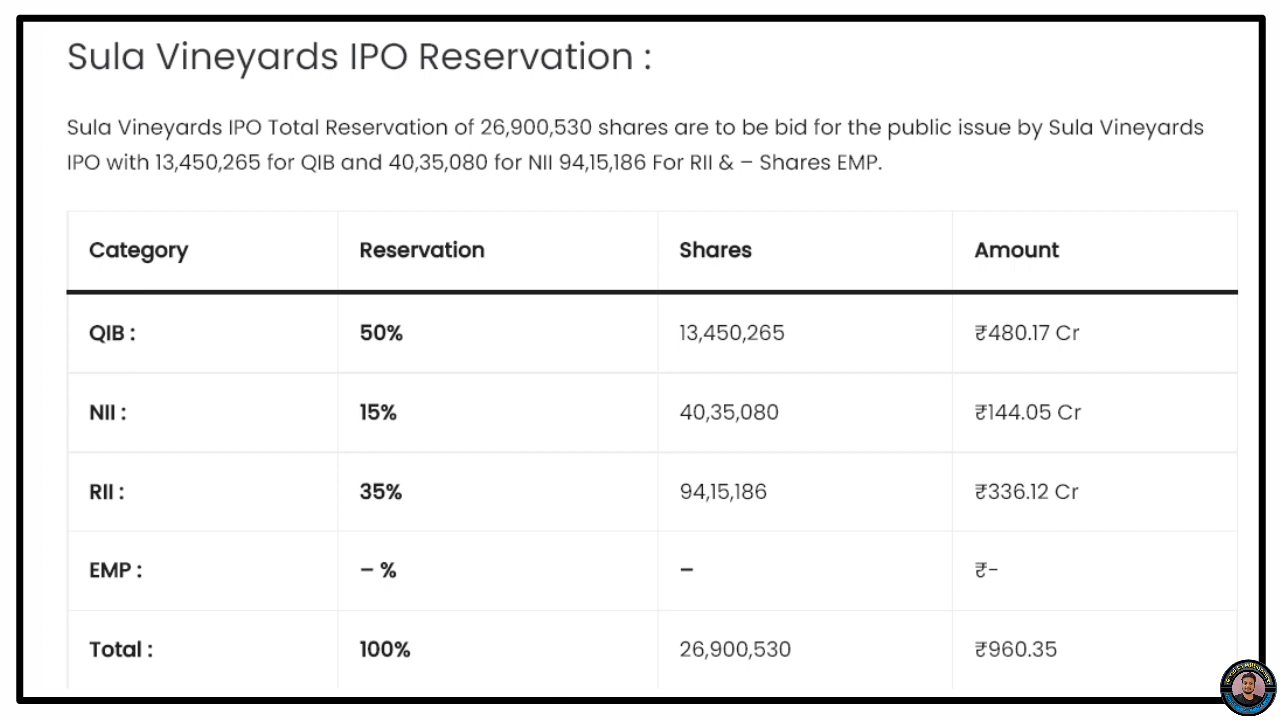 Sula Vineyards IPO Reservation :
Sula Vineyards IPO Total Reservation of 26,900,530 shares are to be bid for the public issue by Sula Vineyards
IPO with 13,450,265 for QIB and 40,35,080 for NII 94,15,186 For RII & – Shares EMP.
Category Reservation Shares Amount
QIB : 50% 13,450,265 ₹480.17 Cr
NII : 15% 40,35,080 ₹144.05 Cr
RII : 35% 94,15,186 ₹336.12 Cr
EMP : – % – ₹-
Total : 100% 26,900,530 ₹960.35